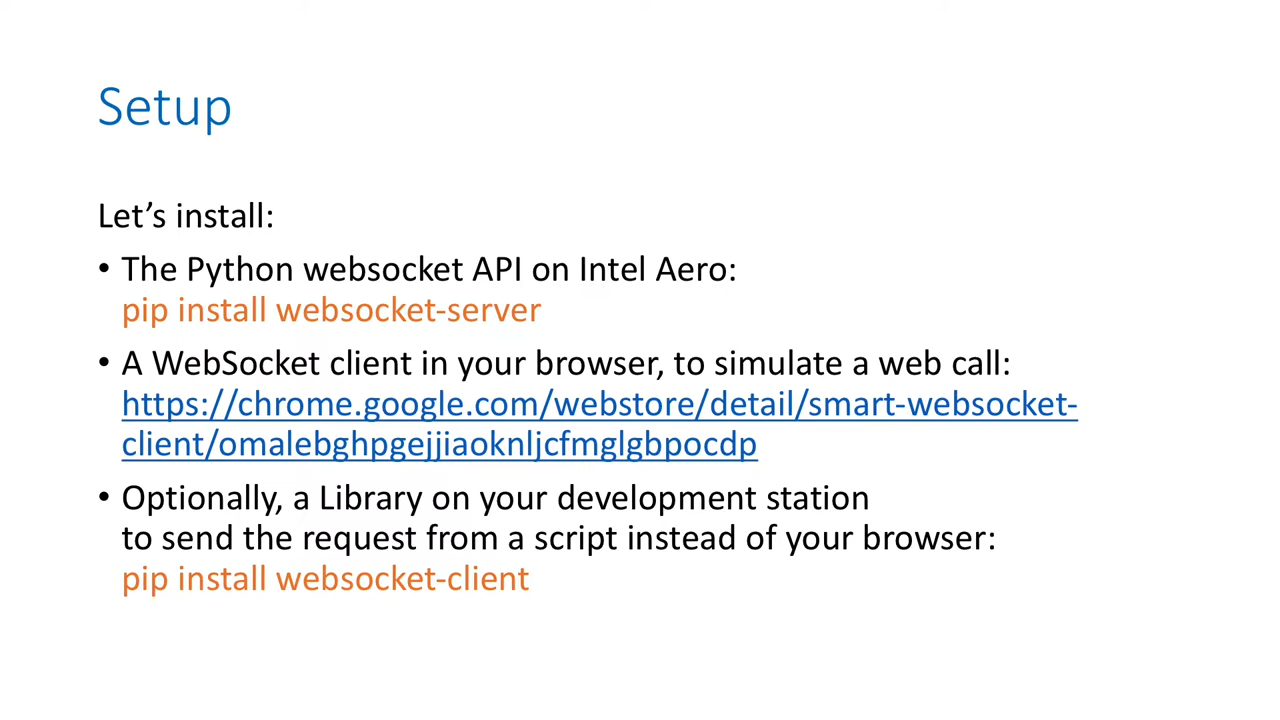 Setup
Let’s install:
• The Python websocket API on Intel Aero:
pip install websocket-server
• A WebSocket client in your browser, to simulate a web call:
https://chrome.google.com/webstore/detail/smart-websocket-
client/omalebghpgejjiaoknljcfmglgbpocdp
• Optionally, a Library on your development station
to send the request from a script instead of your browser:
pip install websocket-client